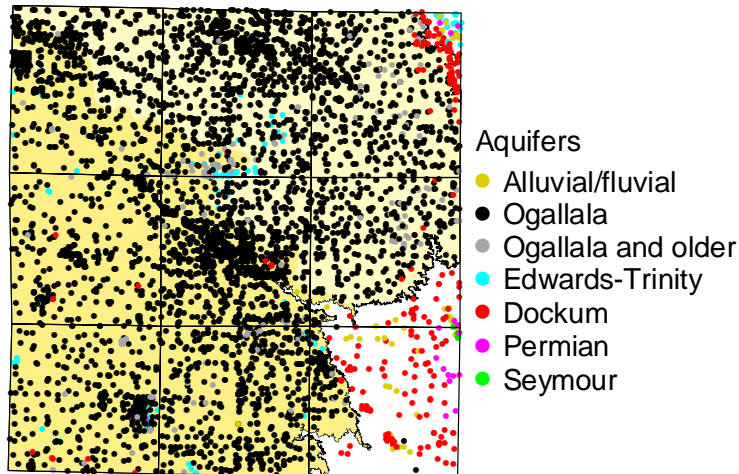 Aquifers
Alluvial/fluvial
Ogallala
Ogallala and older
Edwards-Trinity
Dockum
Permian
Seymour